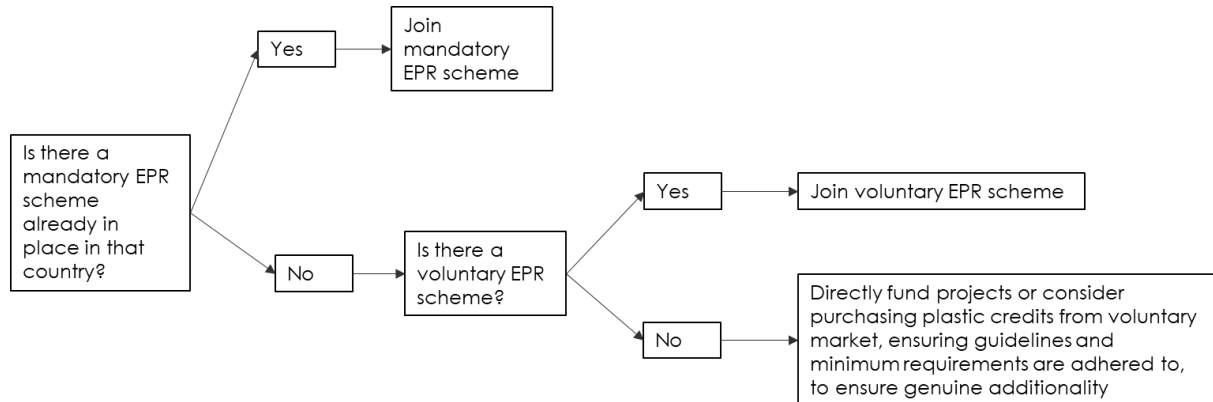 Yes
Join
mandatory
EPR scheme
Is there a
mandatory EPR
scheme
already in
place in that
country?
No
Is there a
voluntary EPR
scheme?
Yes
Join voluntary EPR scheme
No
Directly fund projects or consider
purchasing plastic credits from voluntary
market, ensuring guidelines and
minimum requirements are adhered to,
to ensure genuine additionality